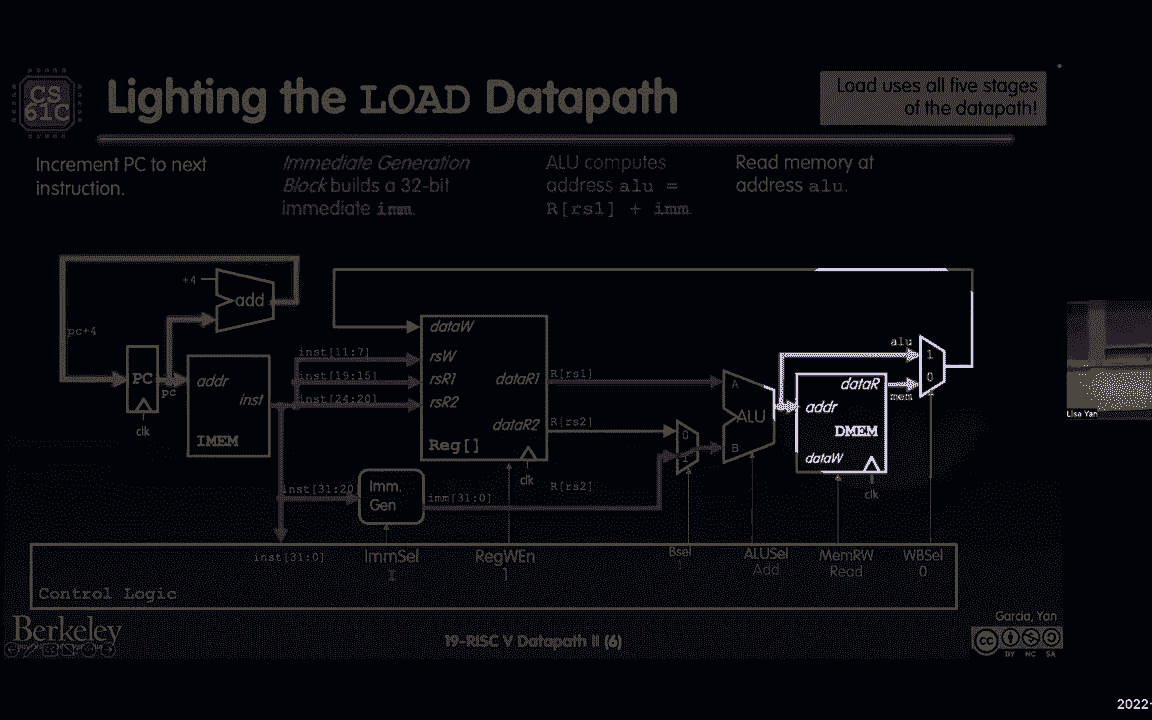 CS
61C
Lighting the LOAD Datapath
Load uses all five stages
of the datapath!
Increment PC to next
instruction.
Immediate Generation
Block builds a 32-bit
immediate imm.
ALU computes
address alu =
R[rs1] + imm
Read memory at
address alu.
+4
add
pc+4
PC
pc
clk
addr
inst
IMEM
inst[11:7]
inst[19:15]
inst[24:20]
dataW
rsW
rsR1
rsR2
dataR1
dataR2
Reg[]
clk
R[rs1]
R[rs2]
R[rs2]
0
1
A
B
ALU
addr
dataR
DMEM
dataW
clk
alu
mem
1
0
inst[31:20]
Imm.
Gen
imm[31:0]
inst[31:0]
ImmSel
I
RegWEn
1
Bsel
1
ALUSel
Add
MemRW
Read
WBSel
0
Control Logic
Berkeley
19-RISC V Datapath II (6)
Garcia, Yan
cc
BY NC SA
Lisa Yan
2022-